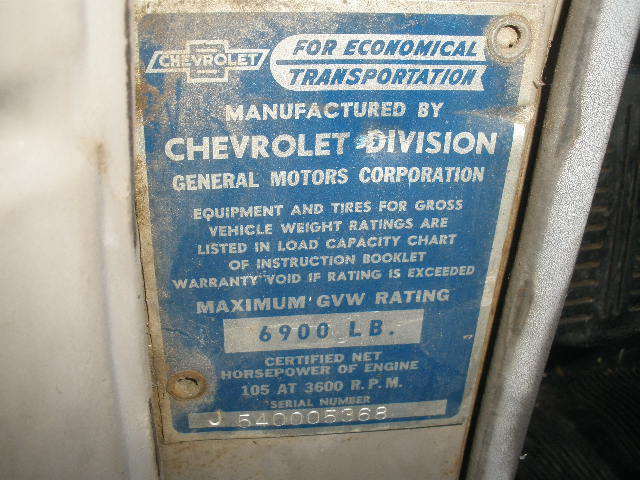 CHEVROLET
FOR ECONOMICAL
TRANSPORTATION
MANUFACTURED BY
CHEVROLET DIVISION
GENERAL MOTORS CORPORATION
EQUIPMENT AND TIRES FOR GROSS
VEHICLE WEIGHT RATINGS ARE
LISTED IN LOAD CAPACITY CHART
OF INSTRUCTION BOOKLET
WARRANTY VOID IF RATING IS EXCEEDED
MAXIMUM GVW RATING
6900 LB.
CERTIFIED NET
HORSEPOWER OF ENGINE
105 AT 3600 R.P.M.
SERIAL NUMBER
J 540005368